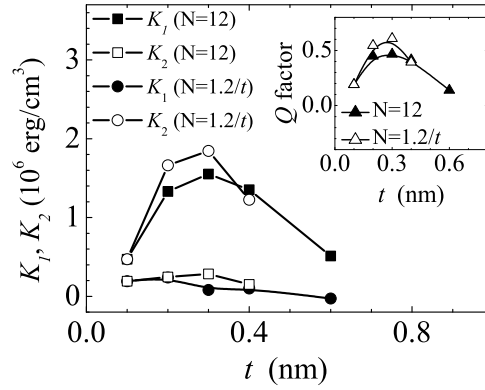 K1 (N=12)
K2 (N=12)
K1 (N=1.2/t)
K2 (N=1.2/t)
3
2
1
0
K1, K2 (10^6 erg/cm^3)
0.0 0.4 0.8
t (nm)
0.5
0.0
Q factor
N=12
N=1.2/t
0.0 0.3 0.6
t (nm)